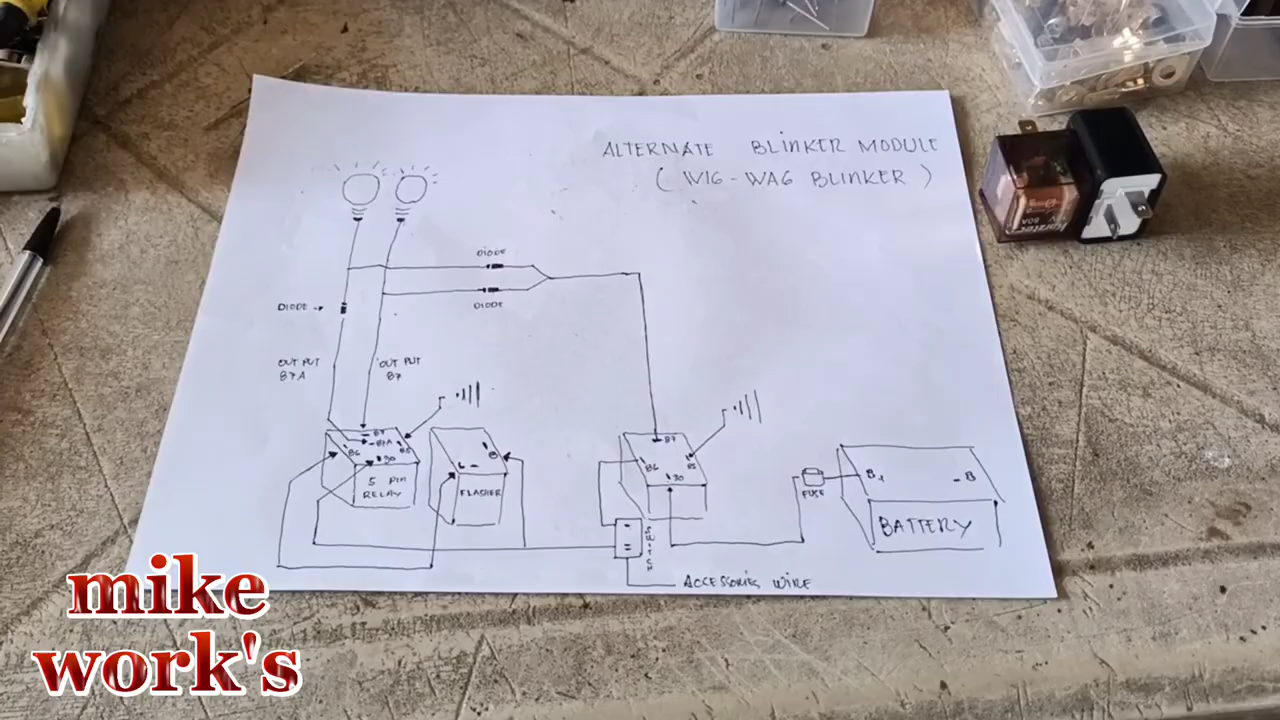 ALTERNATE BLINKER MODULE
( WIG-WAG BLINKER )
DIODE
DIODE
DIODE
OUT PUT
87A
OUT PUT
87
87
87A
86
85
30
5 PIN
RELAY
B
L
FLASHER
87
86
85
30
SWITCH
FUSE
B+
-B
BATTERY
ACCESSORIES WIRE
mike
work's